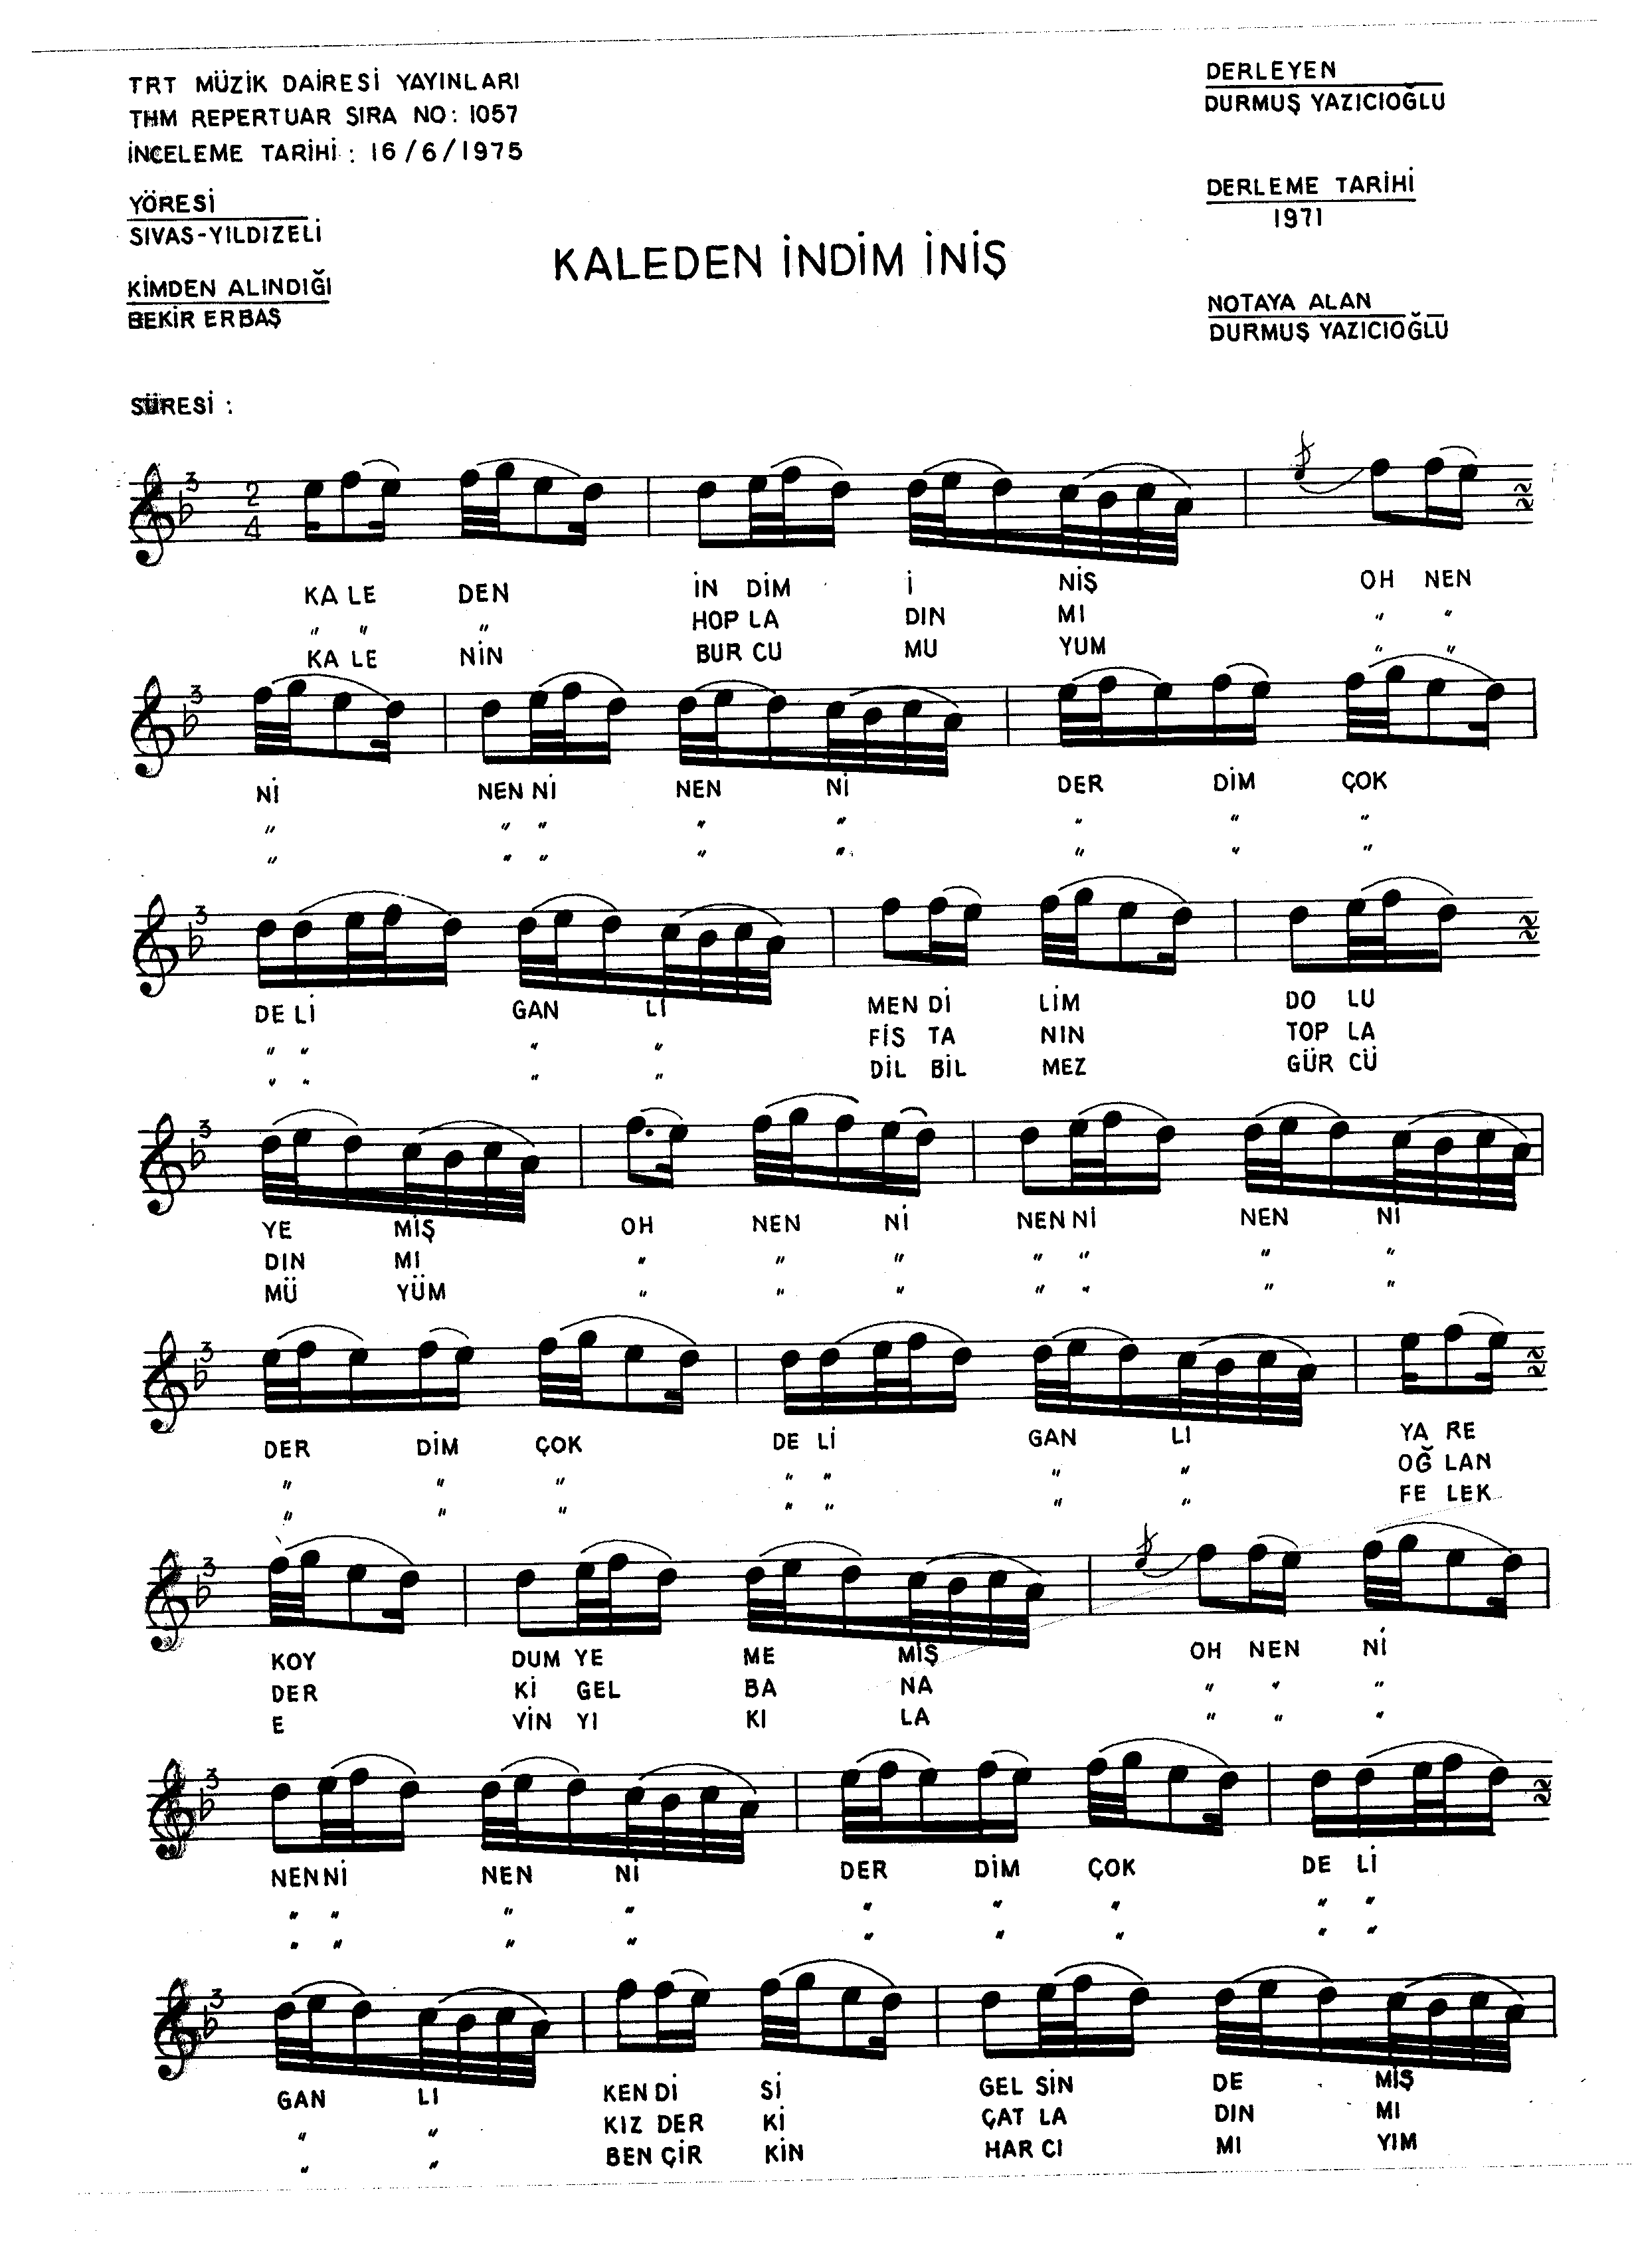 TRT MÜZİK DAİRESİ YAYINLARI
THM REPERTUAR SIRA NO: 1057
İNCELEME TARİHİ : 16/6/1975
DERLEYEN
DURMUŞ YAZICIOĞLU
YÖRESİ
SIVAS-YILDIZELİ
DERLEME TARİHİ
1971
KALEDEN İNDİM İNİŞ
KİMDEN ALINDIĞI
BEKİR ERBAŞ
NOTAYA ALAN
DURMUŞ YAZICIOĞLU
SÜRESİ :
3 2 4
KA LE DEN İN DİM İ NİŞ OH NEN
" " " HOP LA DIN MI " "
KA LE NİN BUR CU MU YUM " "
3
Nİ NEN Nİ NEN Nİ DER DİM ÇOK
" " " " " " " "
" " " " " " " "
3
DE Lİ GAN LI MEN Dİ LİM DO LU
" " " " FİS TA NIN TOP LA
" " " " DİL BİL MEZ GÜR CÜ
3
YE MİŞ OH NEN Nİ NEN Nİ NEN Nİ
DIN MI " " " " " " "
MÜ YÜM " " " " " " "
3
DER DİM ÇOK DE Lİ GAN LI YA RE
" " " " " " " OĞ LAN
" " " " " " " FE LEK
3
KOY DUM YE ME MİŞ OH NEN Nİ
DER Kİ GEL BA NA " " "
E VİN YI KI LA " " "
3
NEN Nİ NEN Nİ DER DİM ÇOK DE Lİ
" " " " " " " " "
" " " " " " " " "
3
GAN LI KEN Dİ Sİ GEL SİN DE MİŞ
" " KIZ DER Kİ ÇAT LA DIN MI
" " BEN ÇİR KİN HAR CI MI YIM